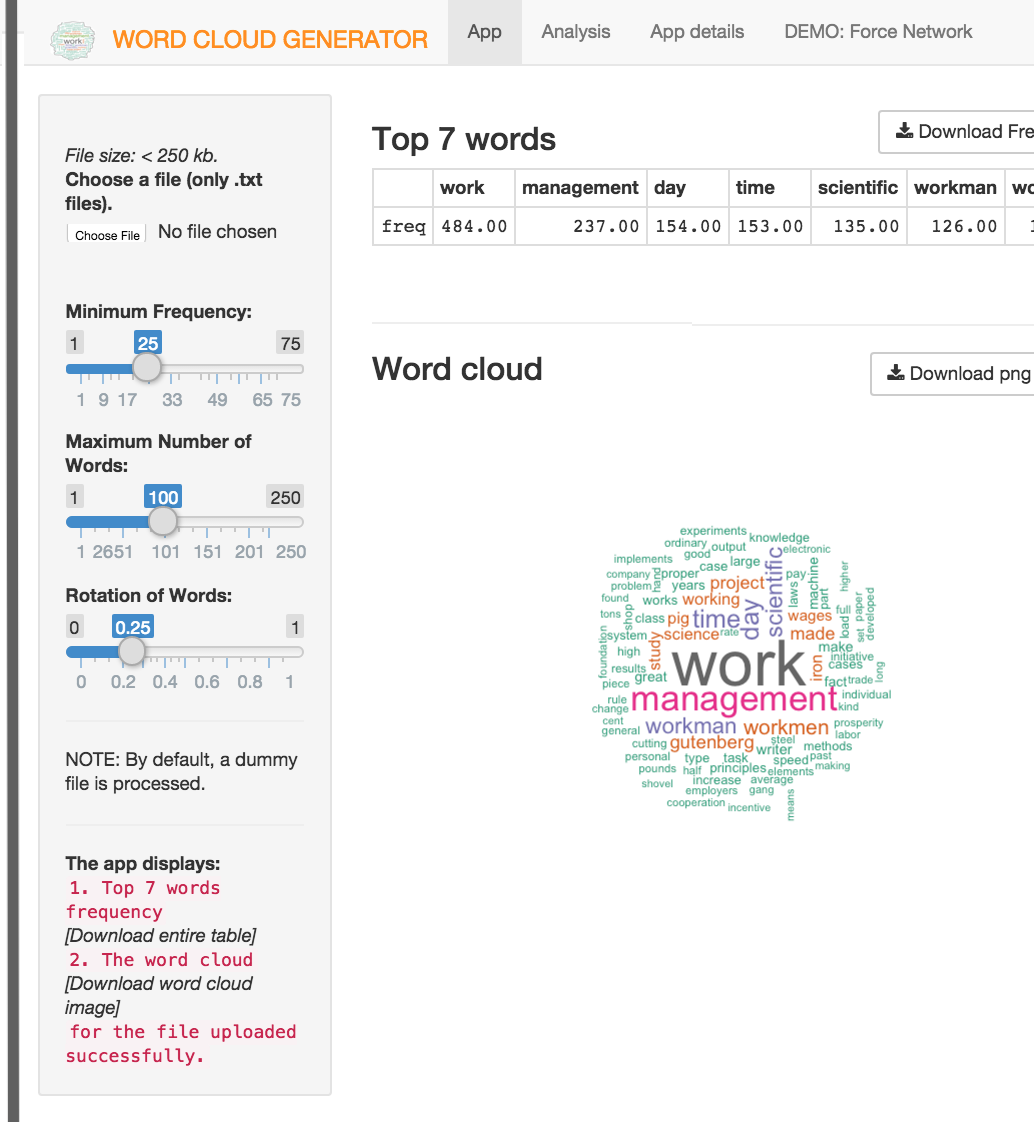 WORD CLOUD GENERATOR
App
Analysis
App details
DEMO: Force Network
File size: < 250 kb.
Choose a file (only .txt
files).
Choose File
No file chosen
Minimum Frequency:
1 25 75
1 9 17 33 49 65 75
Maximum Number of
Words:
1 100 250
1 2651 101 151 201 250
Rotation of Words:
0 0.25 1
0 0.2 0.4 0.6 0.8 1
NOTE: By default, a dummy
file is processed.
The app displays:
1. Top 7 words
frequency
[Download entire table]
2. The word cloud
[Download word cloud
image]
for the file uploaded
successfully.
Top 7 words
Download Fre
work management day time scientific workman wo
freq 484.00 237.00 154.00 153.00 135.00 126.00
Word cloud
Download png
experiments
knowledge
ordinary
output
electronic
good
implements
case
large
scientific
company
hand
proper
pay
machine
higher
problem
years
project
laws
part
found
works
working
day
paper
developed
tons
shop
class
pig
time
wages
load
full
set
system
science
rate
made
foundation
high
study
work
make
initiative
results
great
iron
cases
long
piece
fact
trade
rule
management
individual
change
kind
cent
workman
workmen
prosperity
general
labor
cutting
gutenberg
steel
writer
methods
personal
type
task
speed
past
pounds
half
principles
elements
making
shovel
increase
average
employers
gang
cooperation
incentive
means